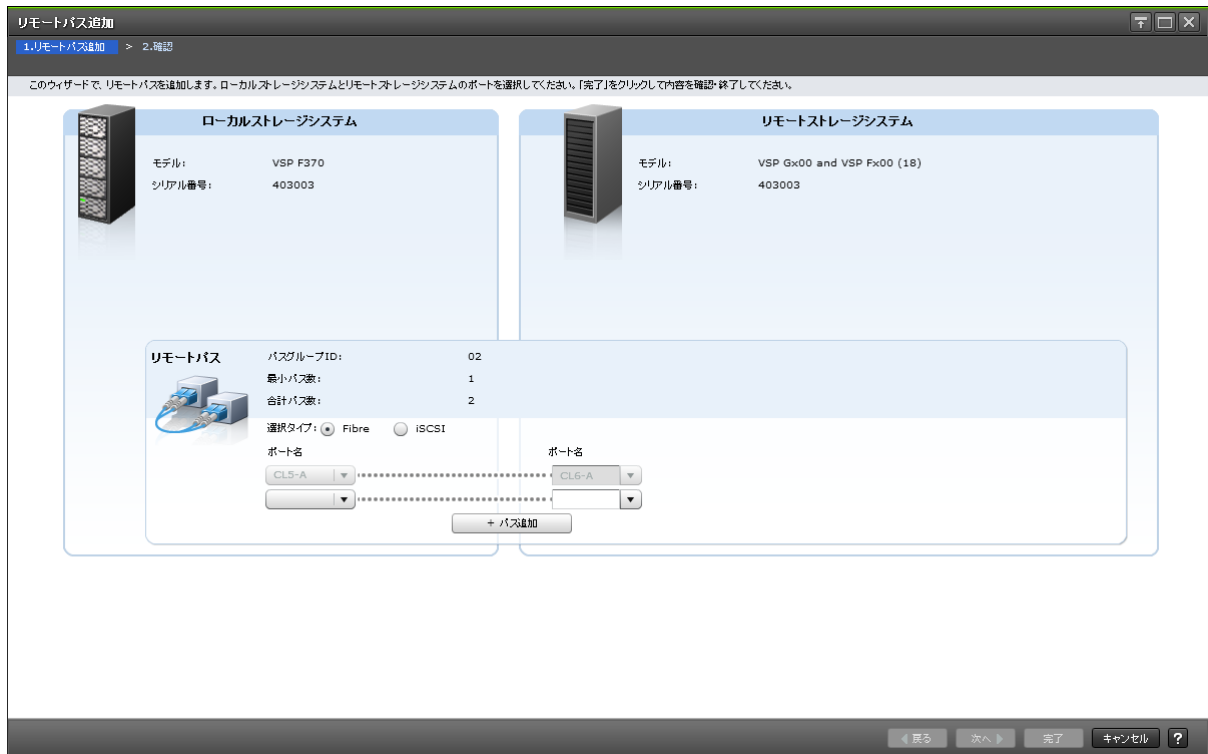 リモートパス追加
1.リモートパス追加 > 2.確認
このウィザードで、リモートパスを追加します。ローカルストレージシステムとリモートストレージシステムのポートを選択してください。「完了」をクリックして内容を確認・終了してください。
ローカルストレージシステム
モデル: VSP F370
シリアル番号: 403003
リモートストレージシステム
モデル: VSP Gx00 and VSP Fx00 (18)
シリアル番号: 403003
リモートパス
パスグループID: 02
最小パス数: 1
合計パス数: 2
選択タイプ: Fibre iSCSI
ポート名 ポート名
CL5-A CL6-A
+ パス追加
戻る 次へ 完了 キャンセル ?